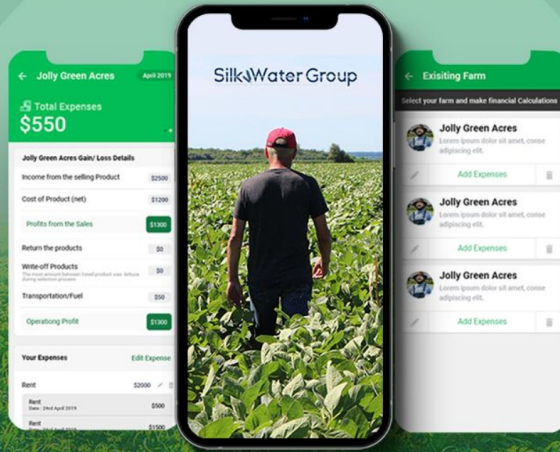 Jolly Green Acres
April 2019
Total Expenses
$550
Jolly Green Acres Gain/ Loss Details
Income from the selling Product $2500
Cost of Product (net) $1200
Profits from the Sales $1300
Return the products $0
Write-off Products $0
Transportation/Fuel $50
Operationg Profit $1300
Your Expenses Edit Expense
Rent $2000
Rent $500
Date : 24rd April 2019
Rent $1500
SilkWater Group
Exisiting Farm
Select your farm and make financial Calculations
Jolly Green Acres
Lorem ipsum dolor sit amet, conse
adipiscing elit.
Add Expenses
Jolly Green Acres
Lorem ipsum dolor sit amet, conse
adipiscing elit.
Add Expenses
Jolly Green Acres
Lorem ipsum dolor sit amet, conse
adipiscing elit.
Add Expenses